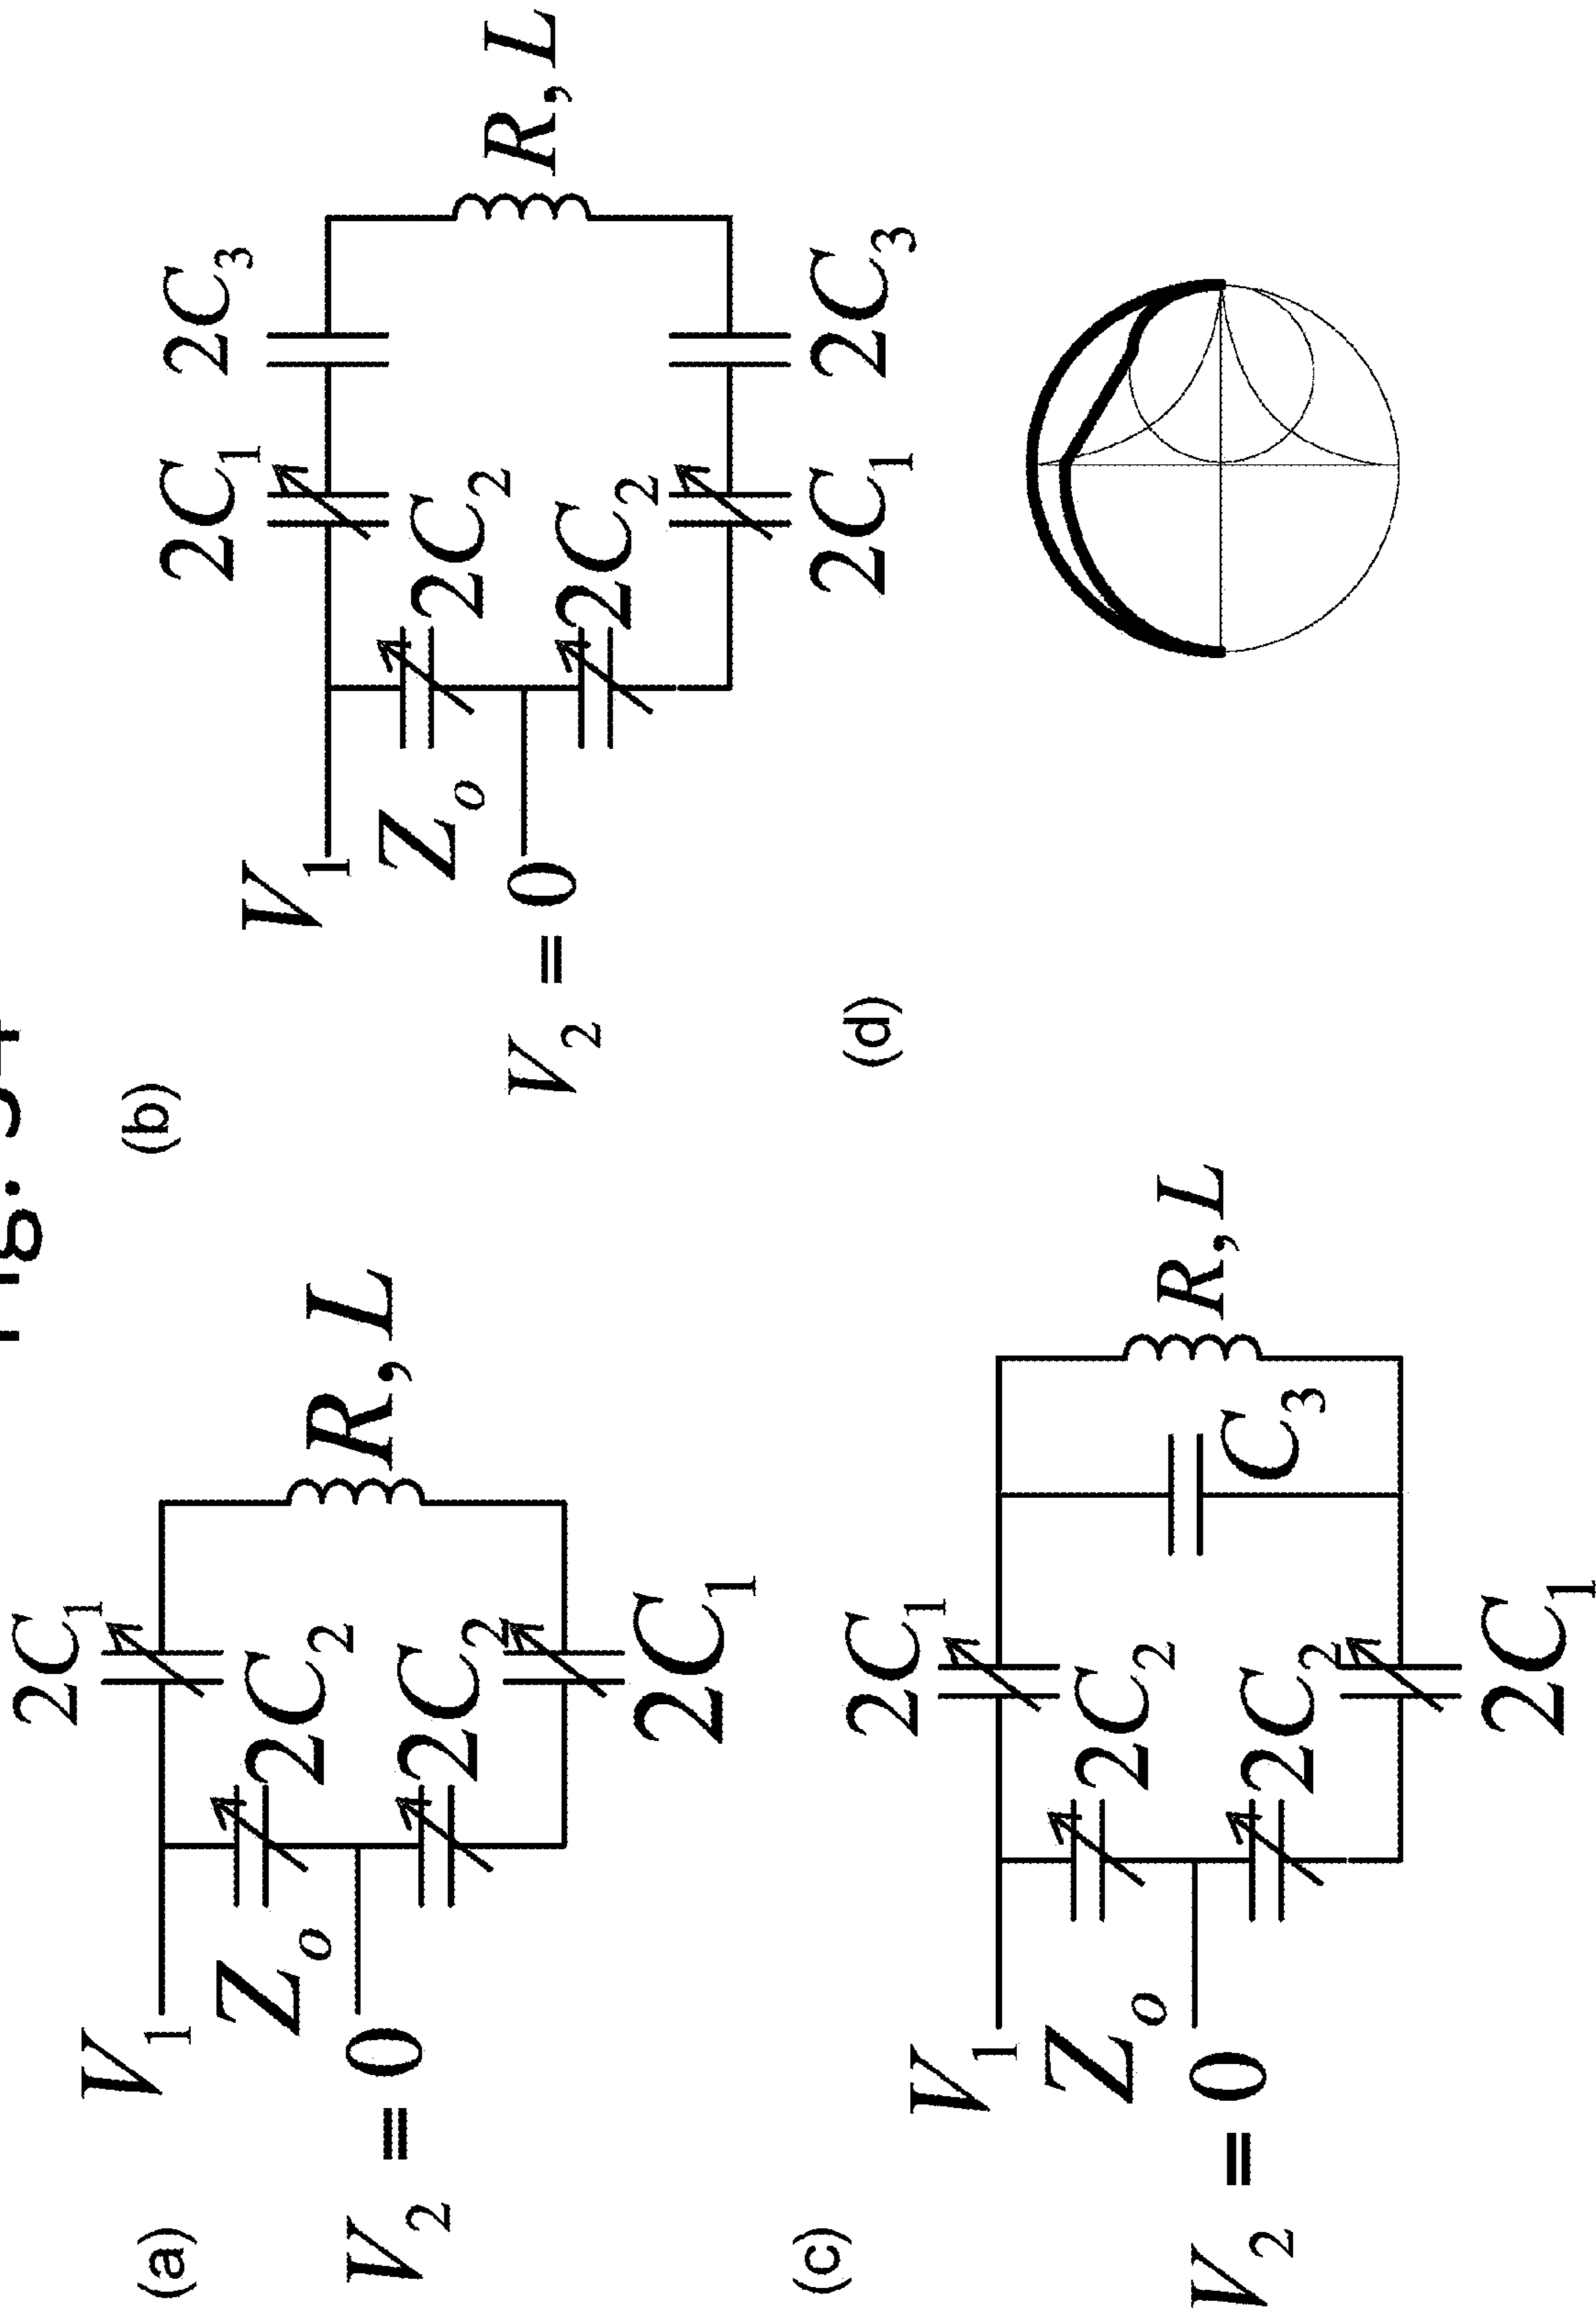 Fig.
(a)
2C₁
V₁
Z₀
2C₂
2C₂
R, L
V₂ = 0
2C₁
(b)
2C₁
2C₃
V₁
Z₀
2C₂
2C₂
R, L
V₂ = 0
2C₁
2C₃
(c)
2C₁
V₁
Z₀
2C₂
2C₂
C₃
R, L
V₂ = 0
2C₁
(d)